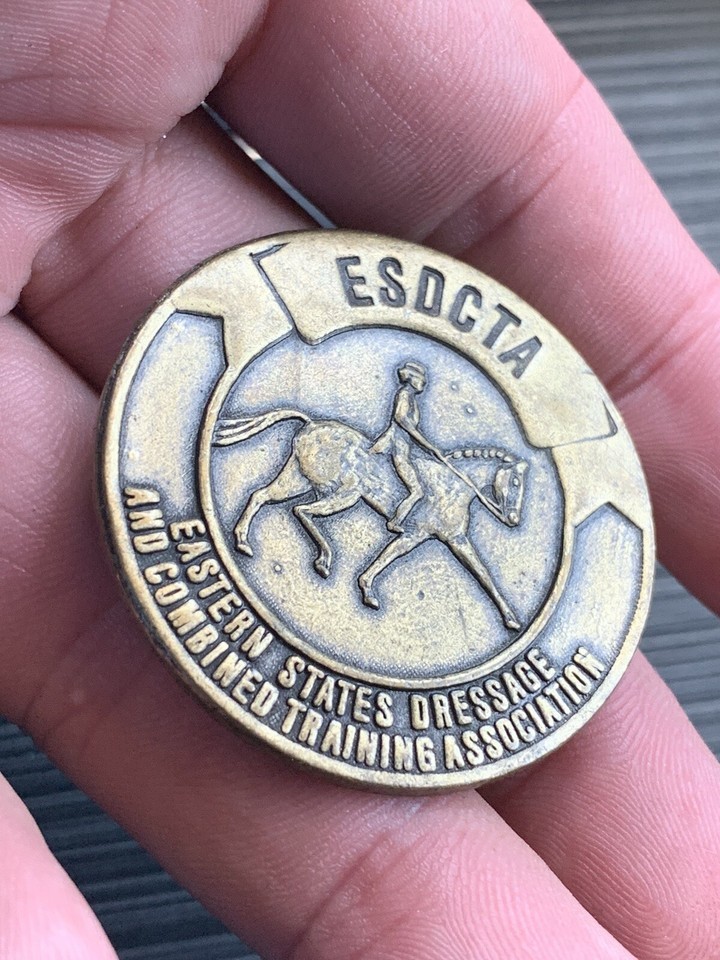 ESDCTA
EASTERN STATES DRESSAGE
AND COMBINED TRAINING ASSOCIATION